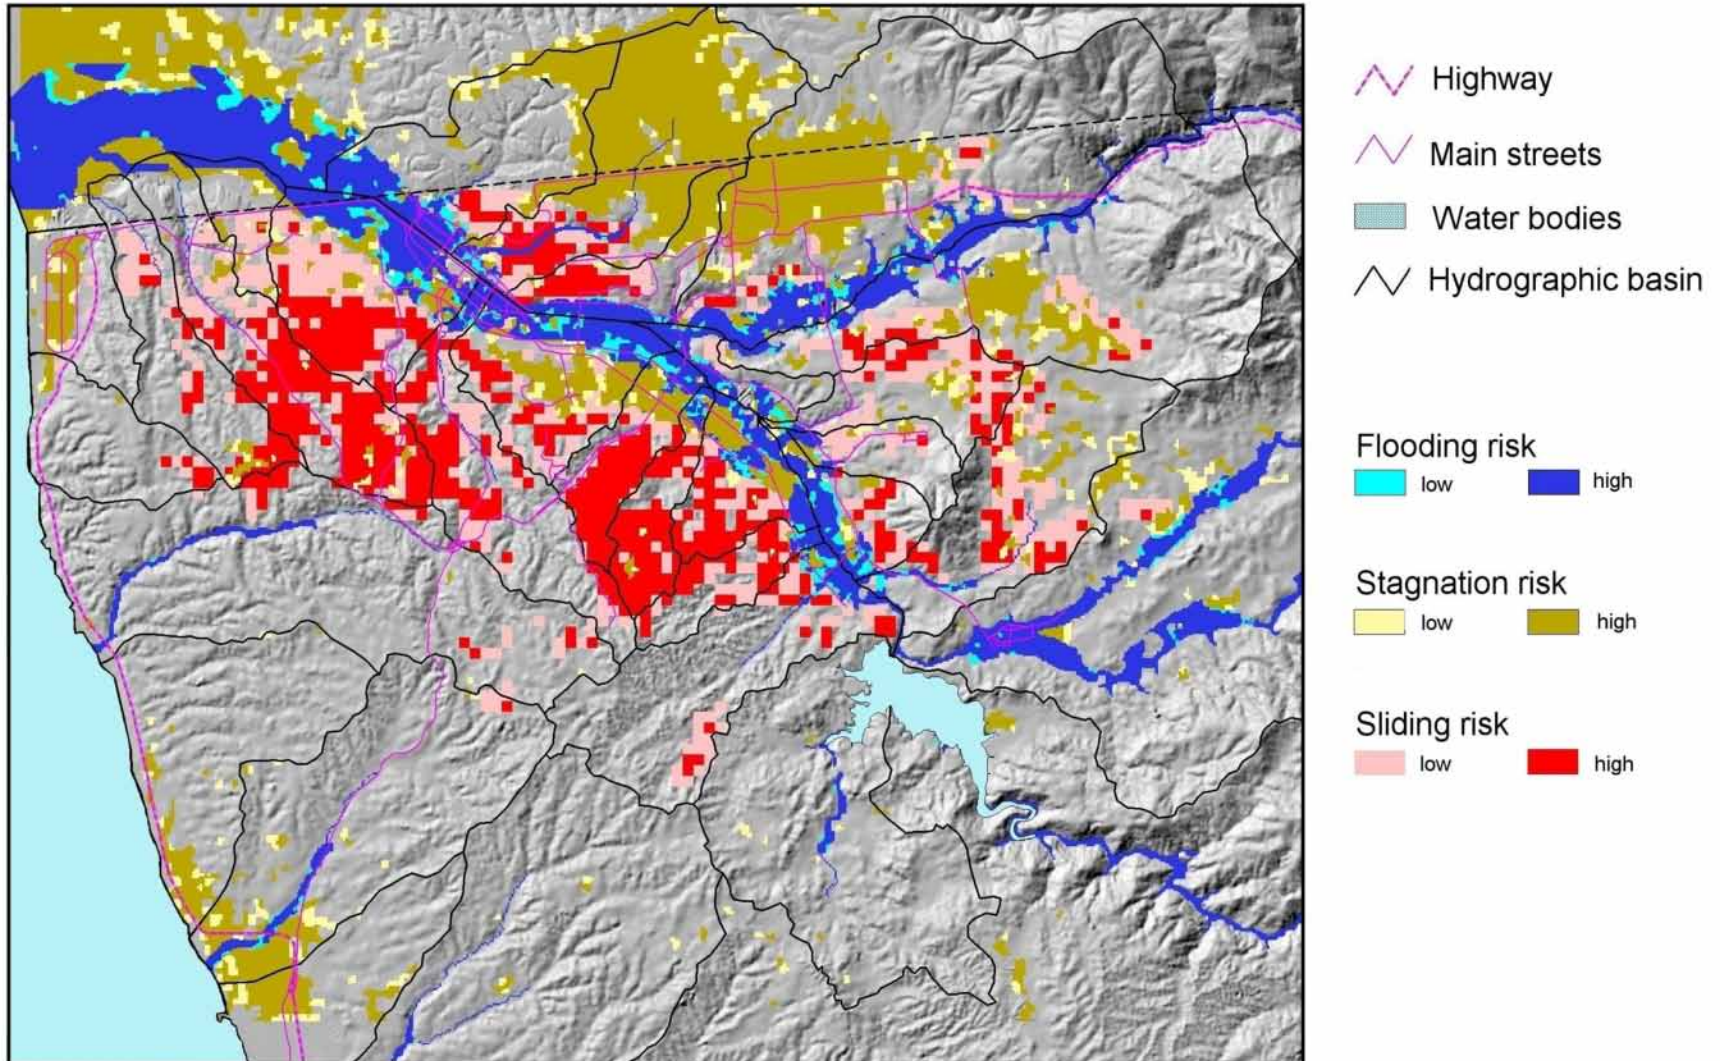 Highway
Main streets
Water bodies
Hydrographic basin
Flooding risk
low high
Stagnation risk
low high
Sliding risk
low high